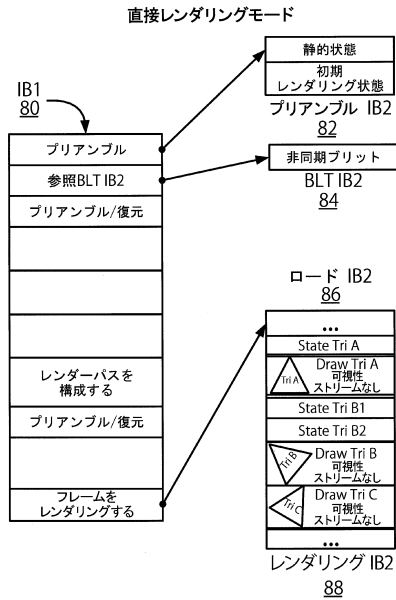 直接レンダリングモード
IB1
80
プリアンブル
参照BLT IB2
プリアンブル/復元
レンダーパスを
構成する
プリアンブル/復元
フレームを
レンダリングする
静的状態
初期
レンダリング状態
プリアンブル IB2
82
非同期ブリット
BLT IB2
84
ロード IB2
86
...
State Tri A
Tri A
Draw Tri A
可視性
ストリームなし
State Tri B1
State Tri B2
Tri B
Draw Tri B
可視性
ストリームなし
Tri C
Draw Tri C
可視性
ストリームなし
...
レンダリング IB2
88